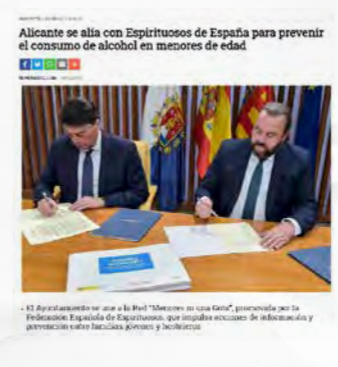 Alicante se alía con Espirituosos de España para prevenir
el consumo de alcohol en menores de edad
- El Ayuntamiento se une a la Red "Menores ni una Gota", promovida por la
Federación Española de Espirituosos, que impulsa acciones de información y
prevención entre familias, jóvenes y hosteleros